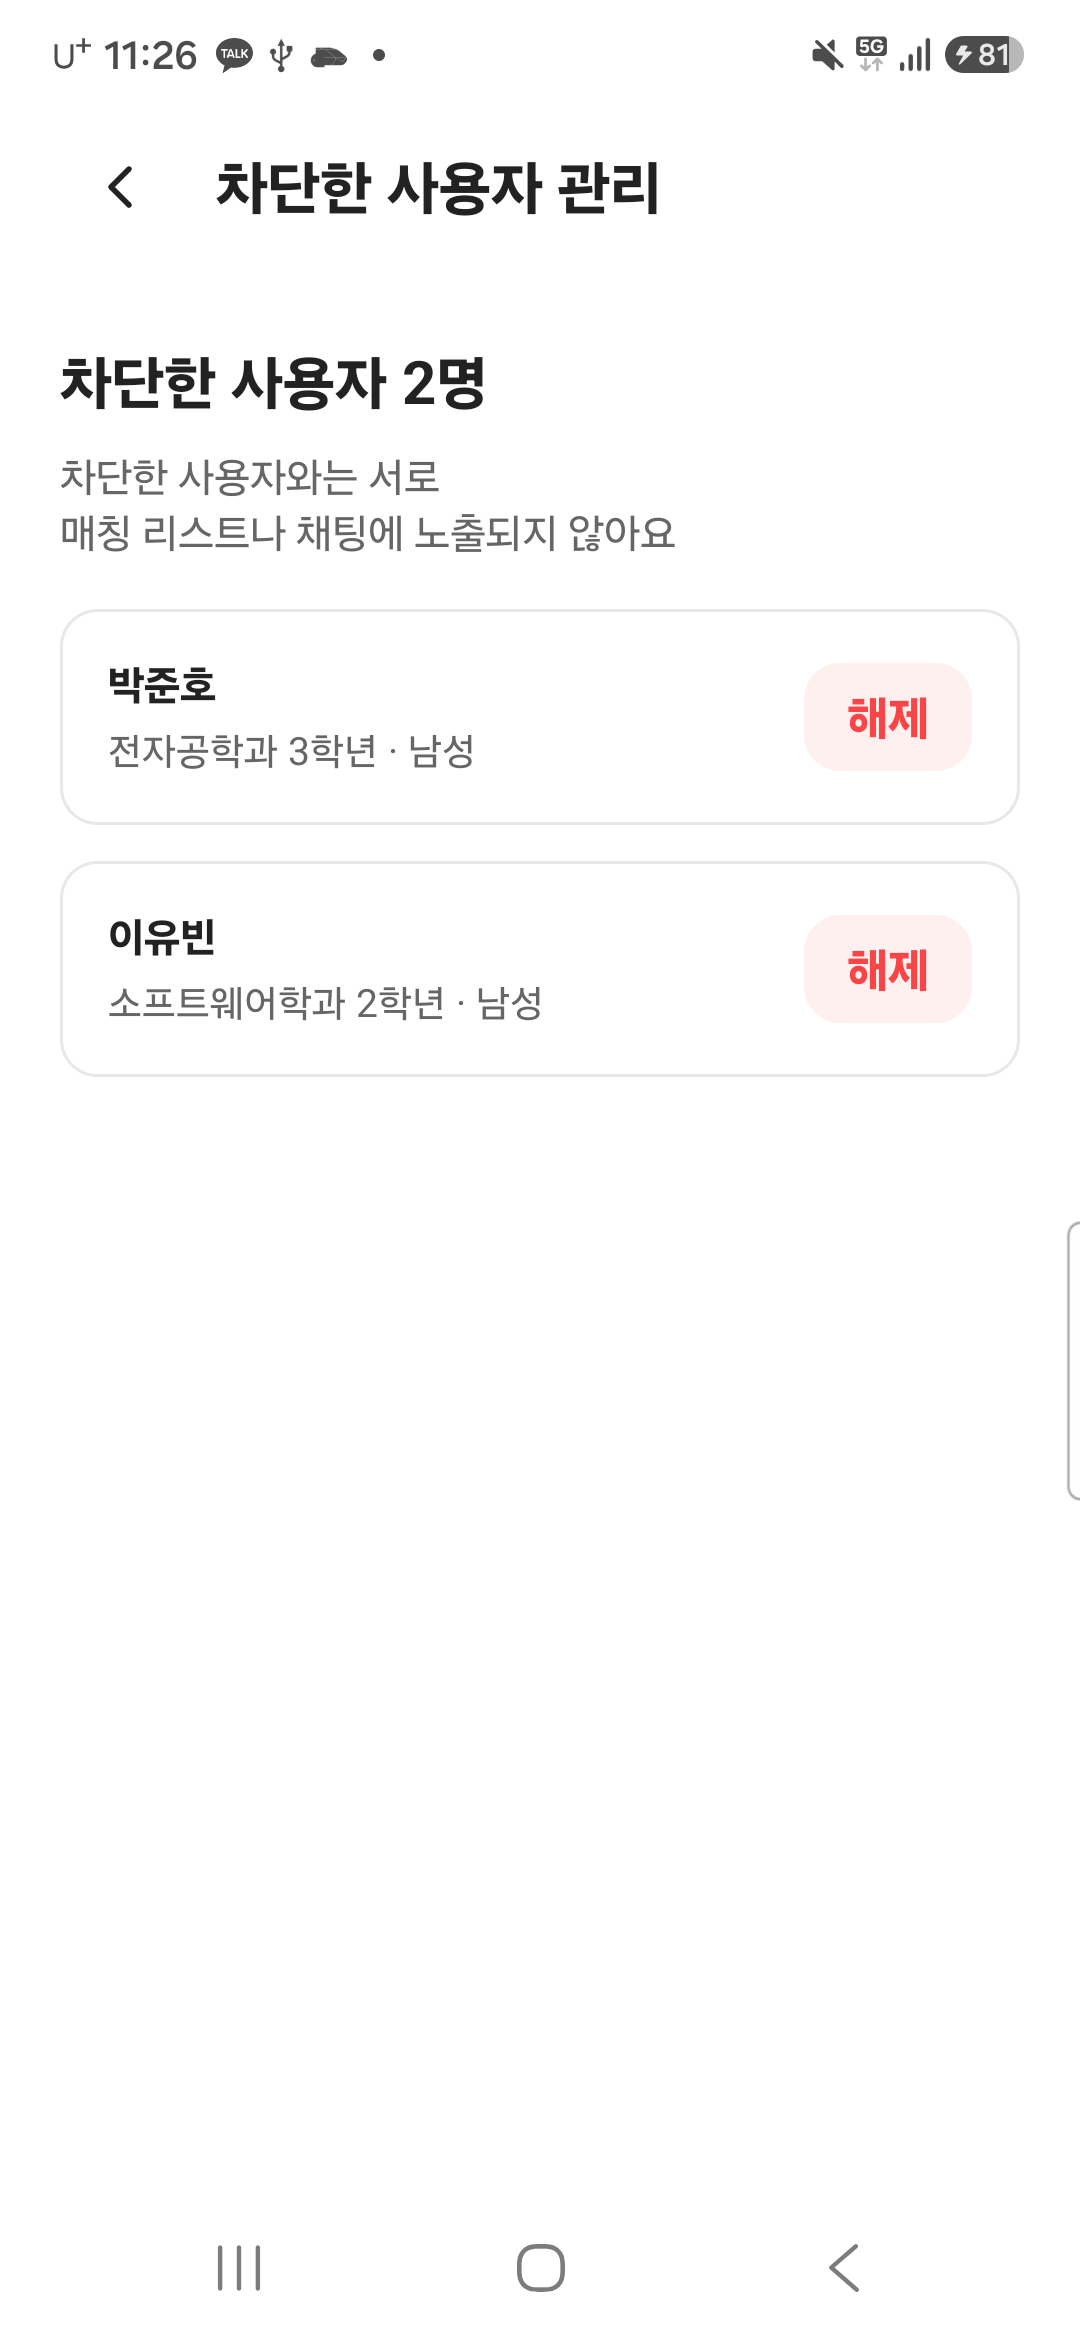 U+ 11:26 TALK 5G 81
차단한 사용자 관리
차단한 사용자 2명
차단한 사용자와는 서로
매칭 리스트나 채팅에 노출되지 않아요
박준호
전자공학과 3학년 · 남성
해제
이유빈
소프트웨어학과 2학년 · 남성
해제